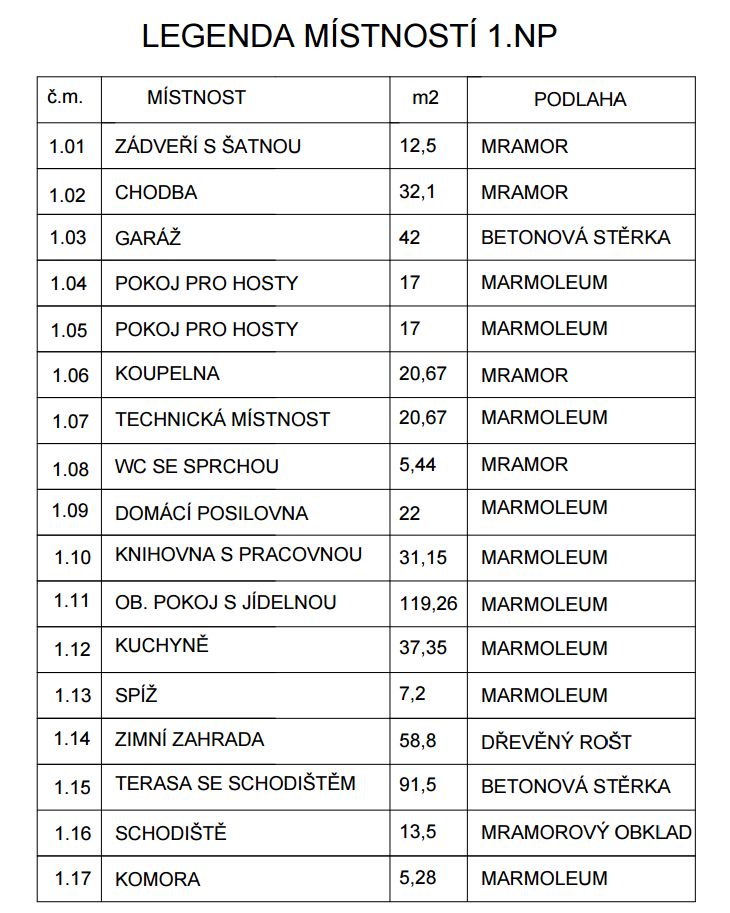 LEGENDA MÍSTNOSTÍ 1.NP
č.m. MÍSTNOST m2 PODLAHA
1.01 ZÁDVEŘÍ S ŠATNOU 12,5 MRAMOR
1.02 CHODBA 32,1 MRAMOR
1.03 GARÁŽ 42 BETONOVÁ STĚRKA
1.04 POKOJ PRO HOSTY 17 MARMOLEUM
1.05 POKOJ PRO HOSTY 17 MARMOLEUM
1.06 KOUPELNA 20,67 MRAMOR
1.07 TECHNICKÁ MÍSTNOST 20,67 MARMOLEUM
1.08 WC SE SPRCHOU 5,44 MRAMOR
1.09 DOMÁCÍ POSILOVNA 22 MARMOLEUM
1.10 KNIHOVNA S PRACOVNOU 31,15 MARMOLEUM
1.11 OB. POKOJ S JÍDELNOU 119,26 MARMOLEUM
1.12 KUCHYNĚ 37,35 MARMOLEUM
1.13 SPÍŽ 7,2 MARMOLEUM
1.14 ZIMNÍ ZAHRADA 58,8 DŘEVĚNÝ ROŠT
1.15 TERASA SE SCHODIŠTĚM 91,5 BETONOVÁ STĚRKA
1.16 SCHODIŠTĚ 13,5 MRAMOROVÝ OBKLAD
1.17 KOMORA 5,28 MARMOLEUM